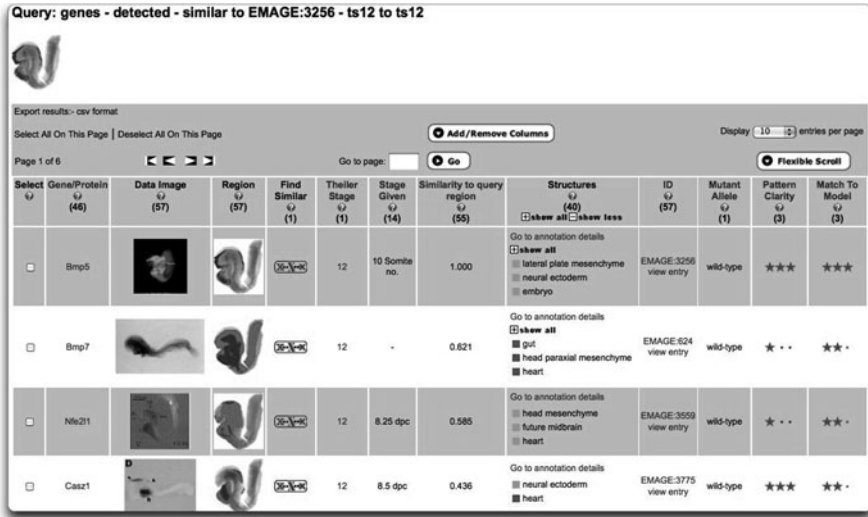 Query: genes - detected - similar to EMAGE:3256 - ts12 to ts12
Export results:- csv format
Select All On This Page | Deselect All On This Page
Add/Remove Columns
Display 10 entries per page
Page 1 of 6
Go to page:
Go
Flexible Scroll
Select Gene/Protein (46) Data Image (57) Region (57) Find Similar (1) Theiler Stage (1) Stage Given (14) Similarity to query region (55) Structures (40) show all show less ID (57) Mutant Allele (1) Pattern Clarity (3) Match To Model (3)
Go to annotation details
show all
lateral plate mesenchyme
neural ectoderm
embryo
Bmp5 12 10 Somite no. 1.000 EMAGE:3256 view entry wild-type
Go to annotation details
show all
gut
head paraxial mesenchyme
heart
Bmp7 12 - 0.621 EMAGE:624 view entry wild-type
Go to annotation details
head mesenchyme
future midbrain
heart
Nfe2l1 12 8.25 dpc 0.585 EMAGE:3559 view entry wild-type
D
Go to annotation details
neural ectoderm
heart
Casz1 12 8.5 dpc 0.436 EMAGE:3775 view entry wild-type